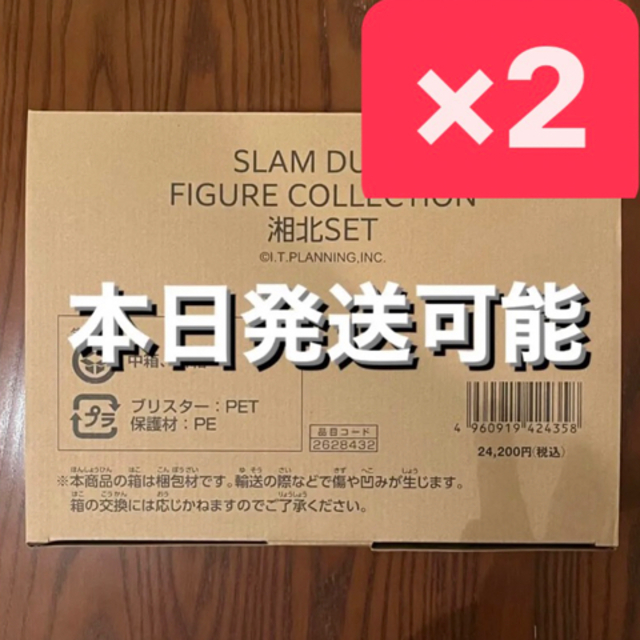 ×2
SLAM DU
FIGURE COLLECTION
湘北SET
©I.T.PLANNING,INC.
本日発送可能
中箱、
プラ
ブリスター：PET
保護材：PE
品目コード
2628432
4 960919 424358
24,200円(税込)
※本商品の箱は梱包材です。輸送の際などで傷や凹みが生じます。
箱の交換には応じかねますのでご了承ください。